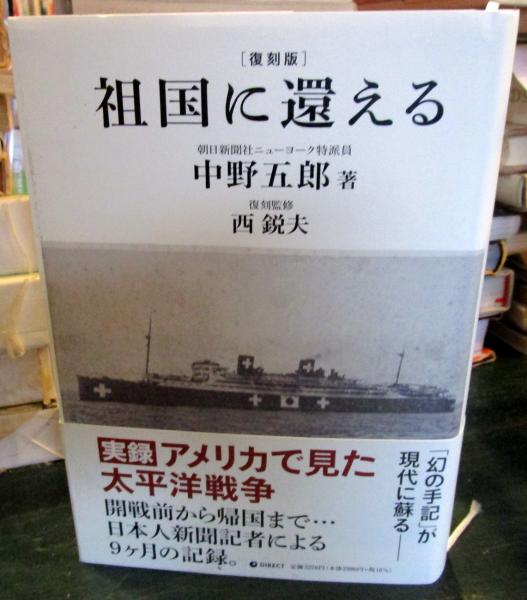 ［復刻版］
祖国に還える
朝日新聞社ニューヨーク特派員
中野五郎 著
復刻監修
西 鋭夫
実録 アメリカで見た
太平洋戦争
開戦前から帰国まで…
日本人新聞記者による
9ヶ月の記録。
「幻の手記」が
現代に蘇る――
DIRECT